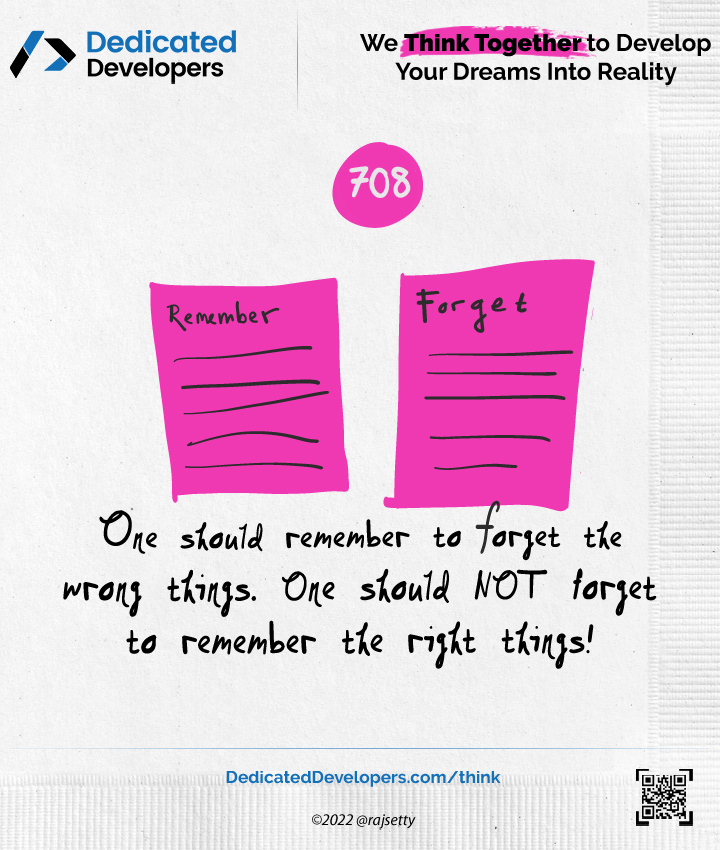 Dedicated
Developers
We Think Together to Develop
Your Dreams Into Reality
708
Remember
Forget
One should remember to forget the
wrong things. One should NOT forget
to remember the right things!
DedicatedDevelopers.com/think
©2022 @rajsetty